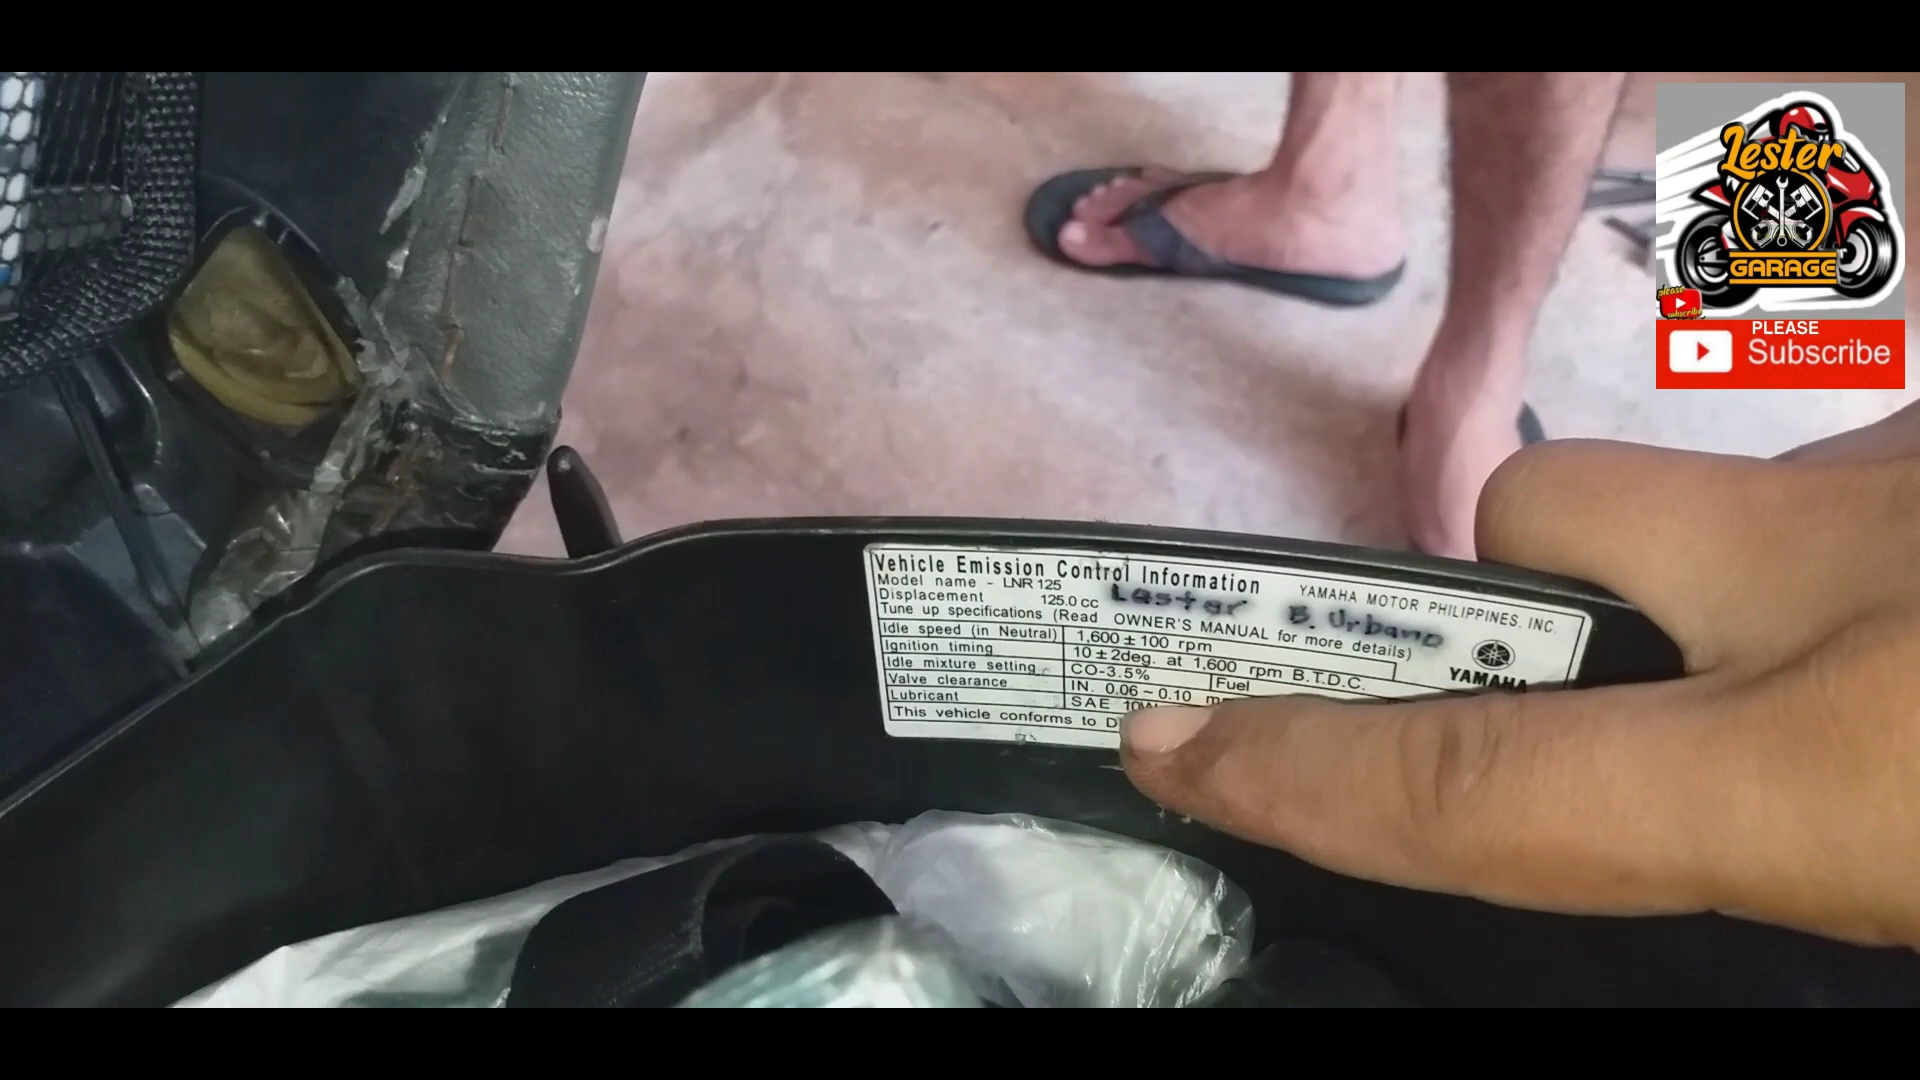 Lester
GARAGE
please
subscribe
PLEASE
Subscribe
Vehicle Emission Control Information
YAMAHA MOTOR PHILIPPINES, INC.
Model name - LNR125
Displacement 125.0 cc
Lester B. Urbano
Tune up specifications (Read OWNER'S MANUAL for more details)
Idle speed (in Neutral) 1,600 ± 100 rpm
Ignition timing 10 ± 2deg. at 1,600 rpm B.T.D.C.
Idle mixture setting CO-3.5% Fuel
Valve clearance IN. 0.06 ~ 0.10
Lubricant SAE
This vehicle conforms to
YAMAHA